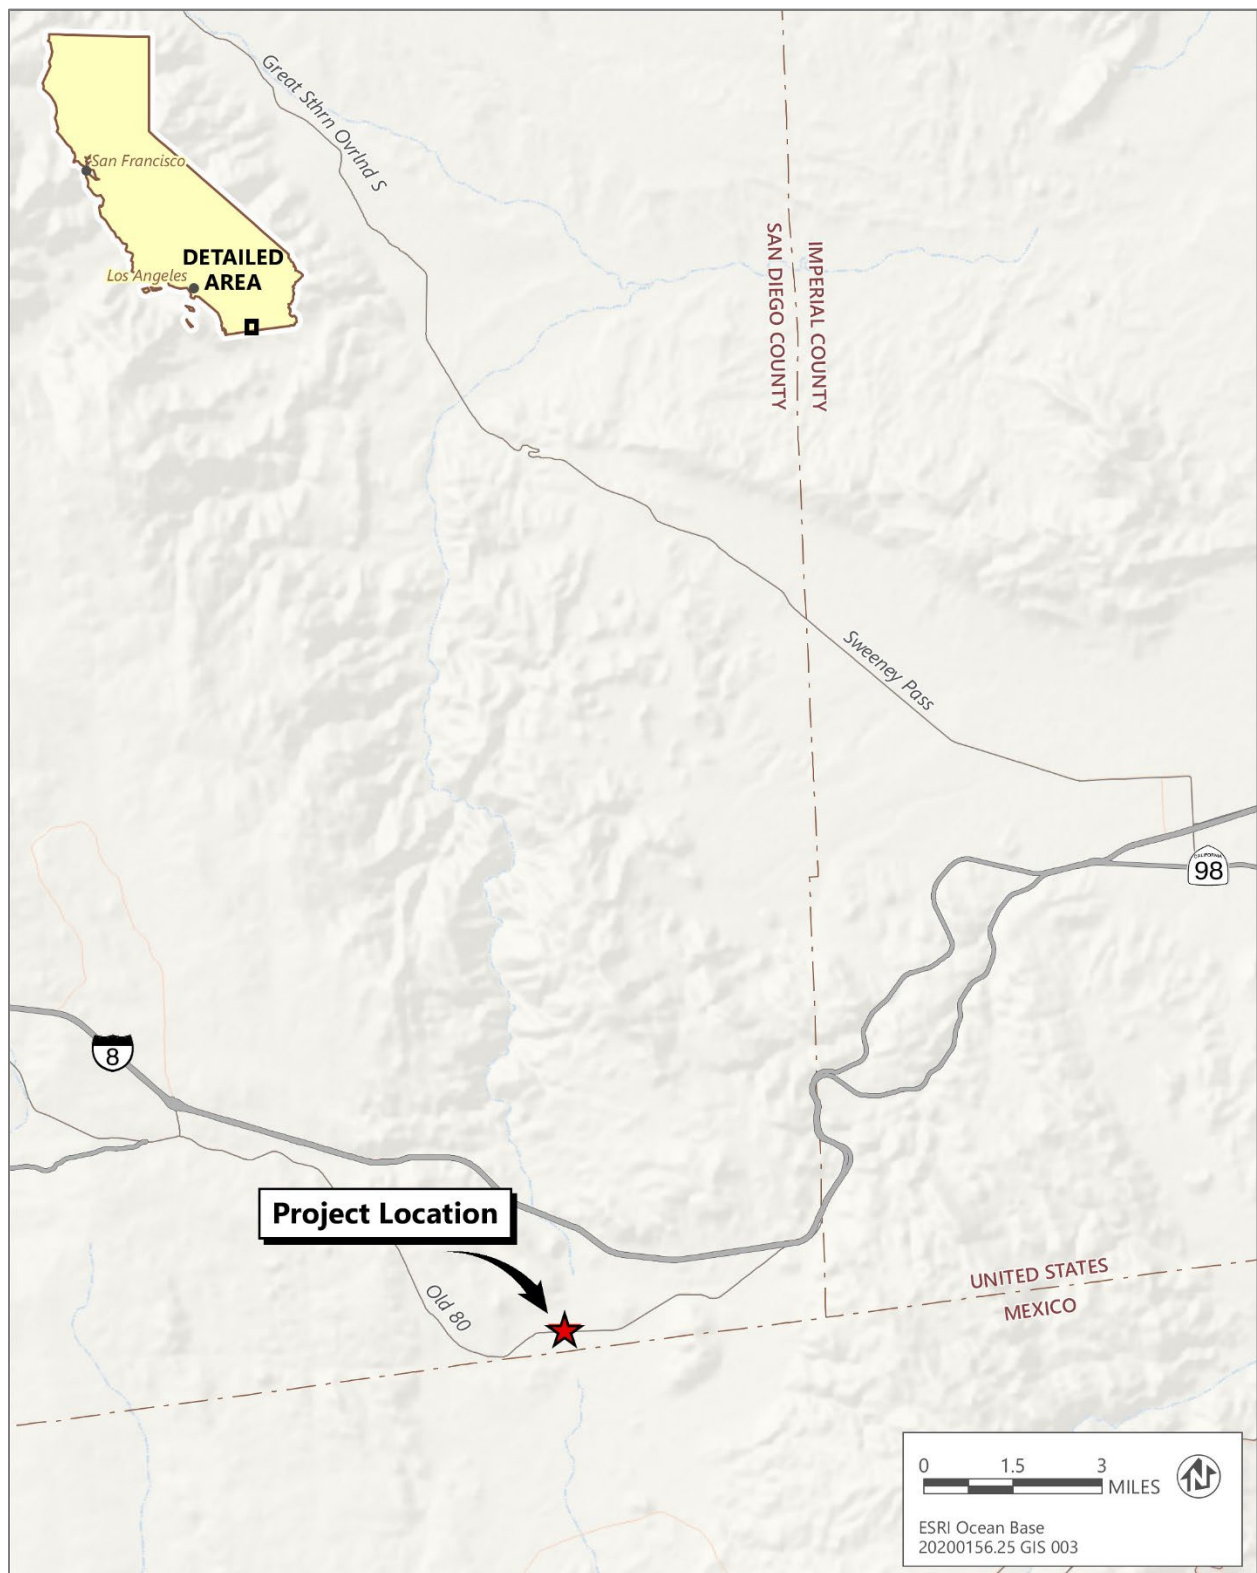 Great Sthrn Ovrlnd S
San Francisco
DETAILED
AREA
Los Angeles
SAN DIEGO COUNTY
IMPERIAL COUNTY
Sweeney Pass
CALIFORNIA
98
8
Project Location
Old 80
UNITED STATES
MEXICO
0 1.5 3
MILES
N
ESRI Ocean Base
20200156.25 GIS 003